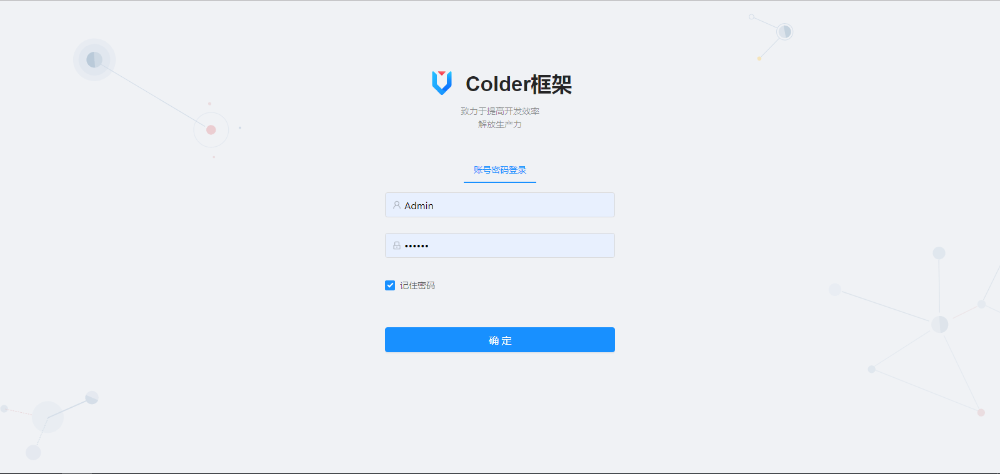 Colder框架
致力于提高开发效率
解放生产力
账号密码登录
Admin
••••••
记住密码
确 定